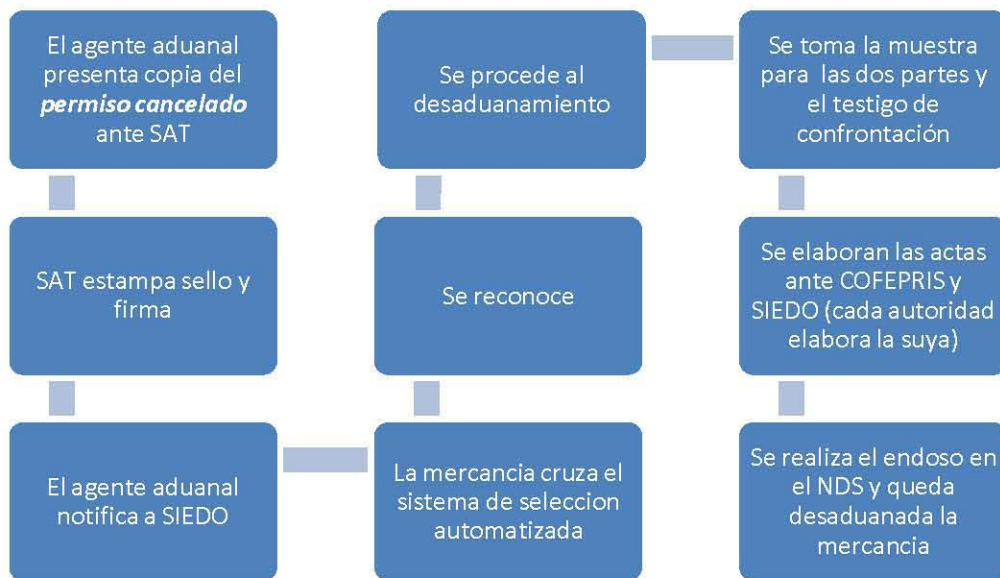 El agente aduanal
presenta copia del
permiso cancelado
ante SAT
SAT estampa sello y
firma
El agente aduanal
notifica a SIEDO
La mercancia cruza el
sistema de seleccion
automatizada
Se reconoce
Se procede al
desaduanamiento
Se toma la muestra
para las dos partes y
el testigo de
confrontación
Se elaboran las actas
ante COFEPRIS y
SIEDO (cada autoridad
elabora la suya)
Se realiza el endoso en
el NDS y queda
desaduanada la
mercancia